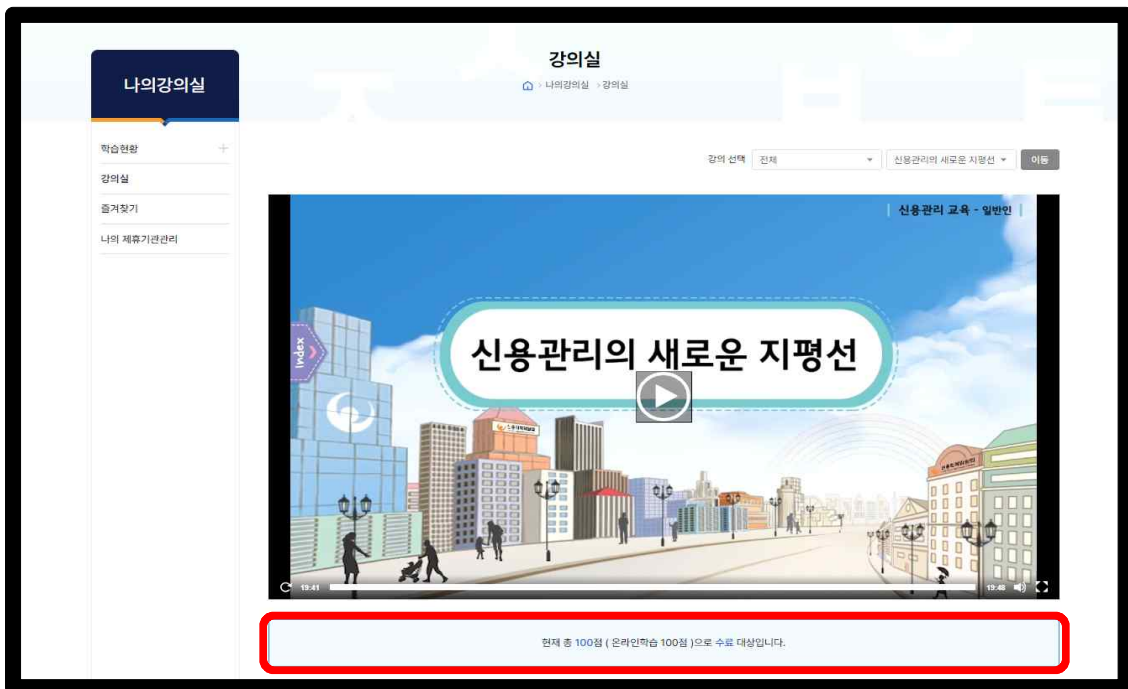 강의실
나의강의실 > 강의실
나의강의실
학습현황
강의실
즐겨찾기
나의 제휴기관관리
강의 선택 전체 신용관리의 새로운 지평선 이동
신용관리 교육 - 일반인
Index
신용관리의 새로운 지평선
19:41
19:48
현재 총 100점 ( 온라인학습 100점 )으로 수료 대상입니다.